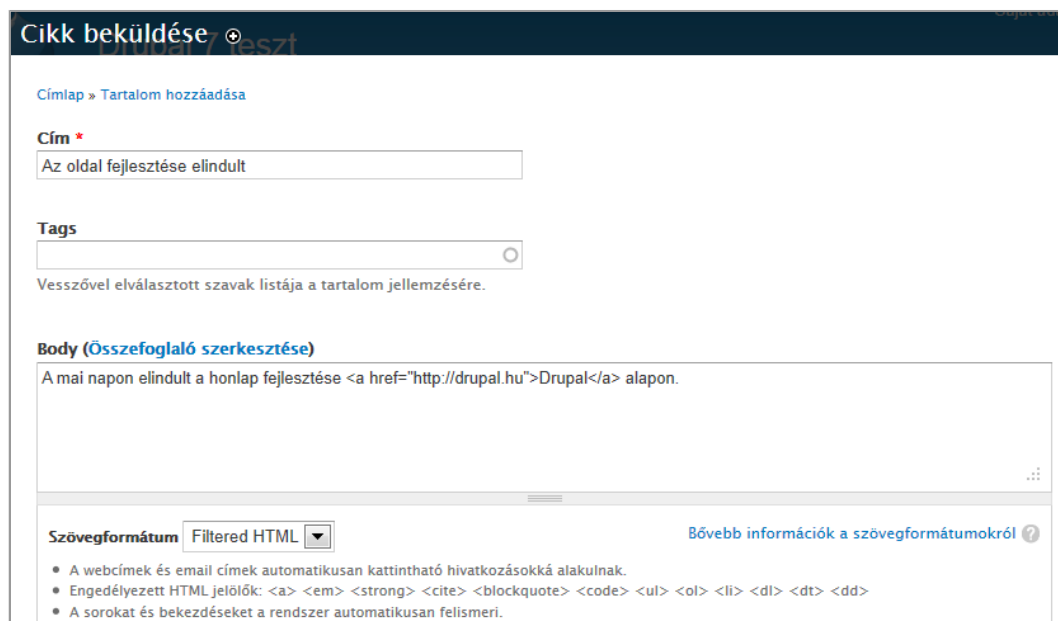 Cikk beküldése
Drupal 7 teszt
Címlap » Tartalom hozzáadása
Cím *
Az oldal fejlesztése elindult
Tags
Vesszővel elválasztott szavak listája a tartalom jellemzésére.
Body (Összefoglaló szerkesztése)
A mai napon elindult a honlap fejlesztése <a href="http://drupal.hu">Drupal</a> alapon.
Szövegformátum Filtered HTML Bővebb információk a szövegformátumokról ?
• A webcímek és email címek automatikusan kattintható hivatkozásokká alakulnak.
• Engedélyezett HTML jelölők: <a> <em> <strong> <cite> <blockquote> <code> <ul> <ol> <li> <dl> <dt> <dd>
• A sorokat és bekezdéseket a rendszer automatikusan felismeri.